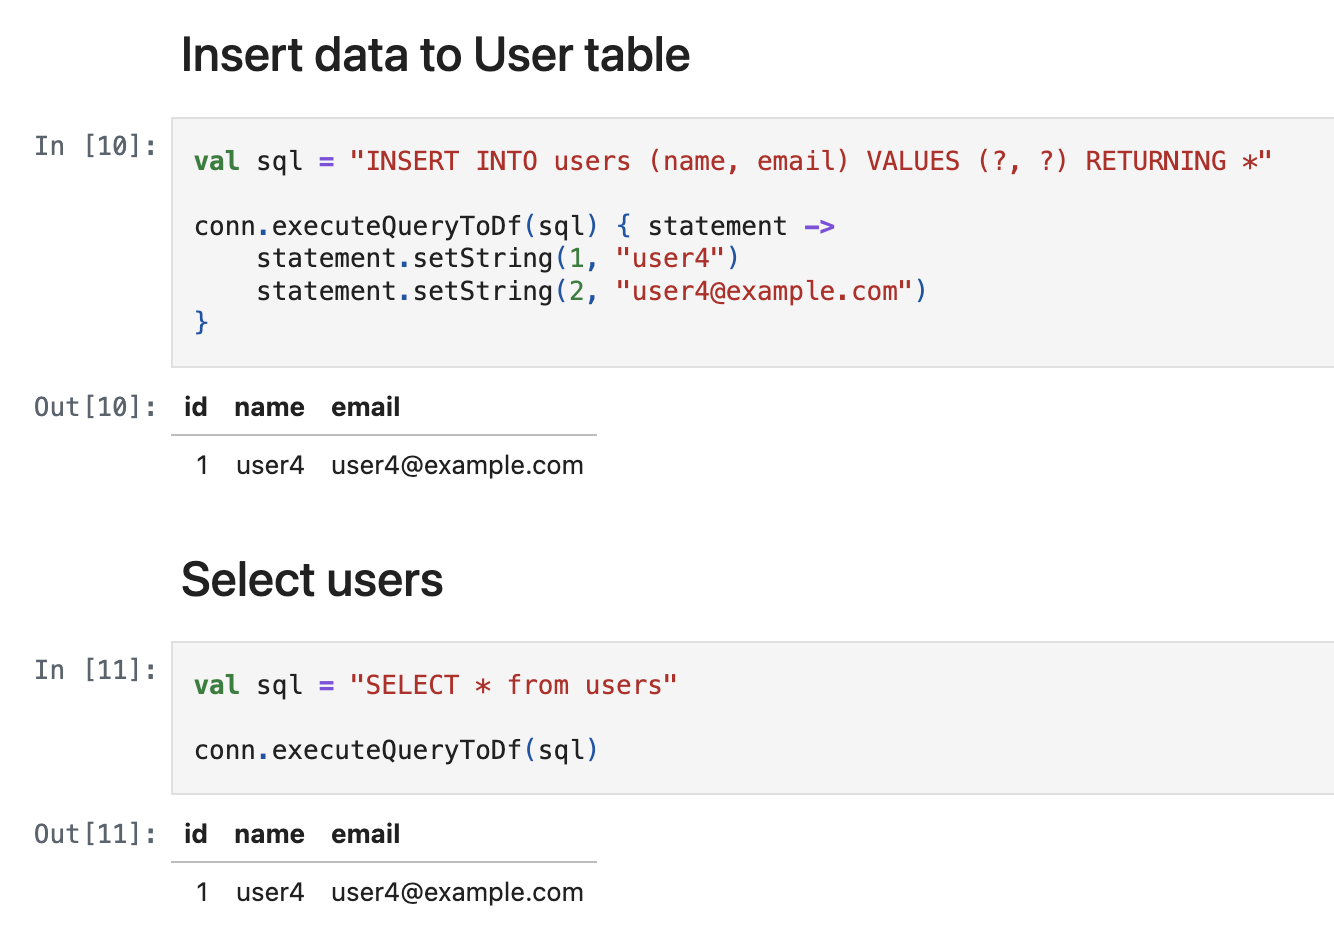 Insert data to User table
In [10]:
val sql = "INSERT INTO users (name, email) VALUES (?, ?) RETURNING *"
conn.executeQueryToDf(sql) { statement ->
    statement.setString(1, "user4")
    statement.setString(2, "user4@example.com")
}
Out[10]:
id name email
1 user4 user4@example.com
Select users
In [11]:
val sql = "SELECT * from users"
conn.executeQueryToDf(sql)
Out[11]:
id name email
1 user4 user4@example.com